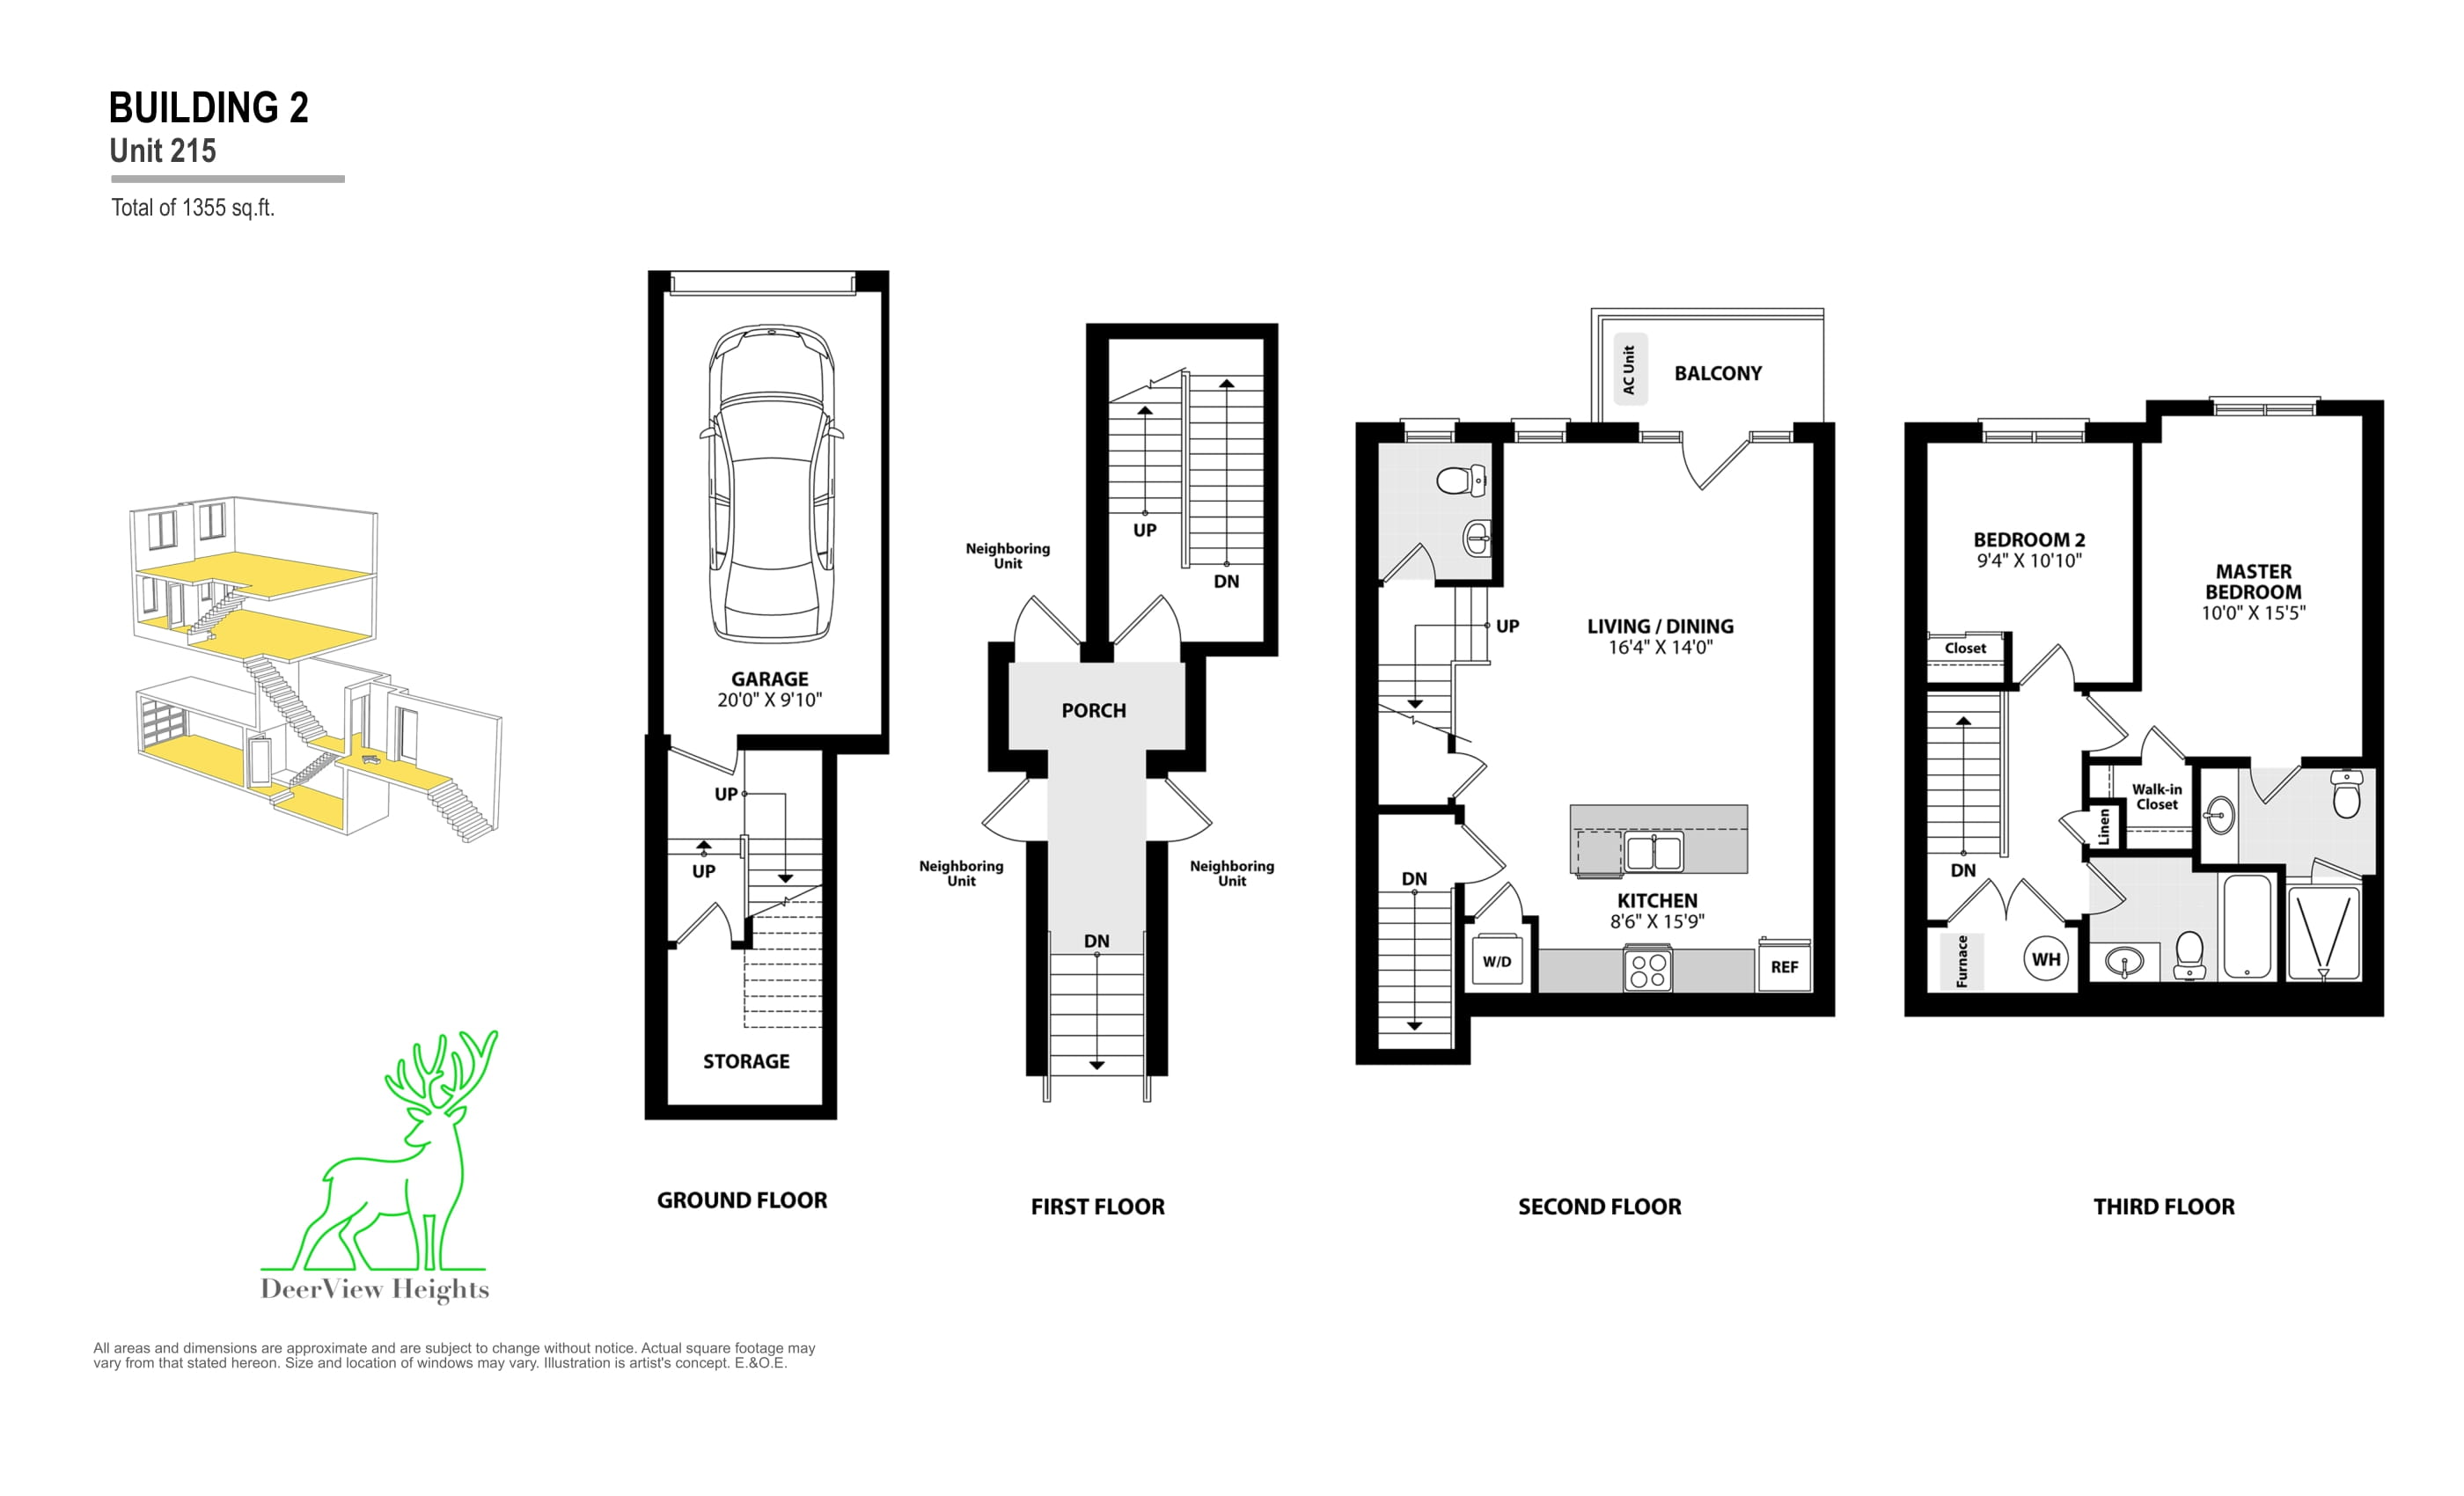 BUILDING 2
Unit 215
Total of 1355 sq.ft.
GARAGE
20'0" X 9'10"
UP
UP
STORAGE
GROUND FLOOR
UP
DN
Neighboring
Unit
PORCH
Neighboring
Unit
Neighboring
Unit
DN
FIRST FLOOR
AC Unit
BALCONY
UP
LIVING / DINING
16'4" X 14'0"
DN
KITCHEN
8'6" X 15'9"
W/D
REF
SECOND FLOOR
BEDROOM 2
9'4" X 10'10"
MASTER
BEDROOM
10'0" X 15'5"
Closet
Walk-in
Closet
Linen
DN
Furnace
WH
THIRD FLOOR
DeerView Heights
All areas and dimensions are approximate and are subject to change without notice. Actual square footage may
vary from that stated hereon. Size and location of windows may vary. Illustration is artist's concept. E.&O.E.